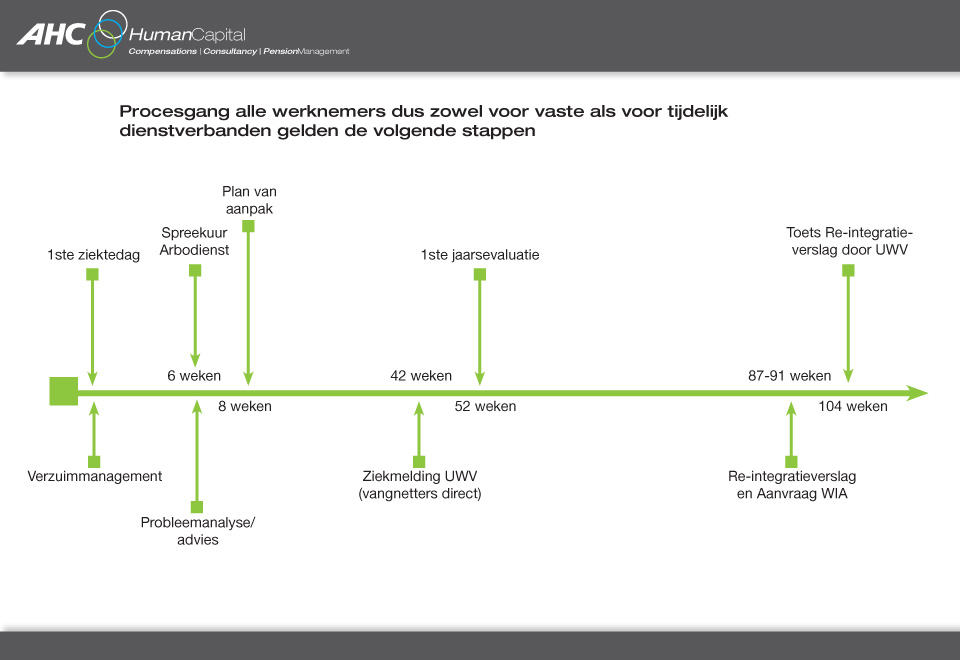 AHC HumanCapital
Compensations | Consultancy | PensionManagement
Procesgang alle werknemers dus zowel voor vaste als voor tijdelijk
dienstverbanden gelden de volgende stappen
Plan van
aanpak
Spreekuur
Arbodienst
Toets Re-integratie-
verslag door UWV
1ste ziektedag
1ste jaarsevaluatie
6 weken
42 weken
87-91 weken
8 weken
52 weken
104 weken
Verzuimmanagement
Ziekmelding UWV
(vangnetters direct)
Re-integratieverslag
en Aanvraag WIA
Probleemanalyse/
advies